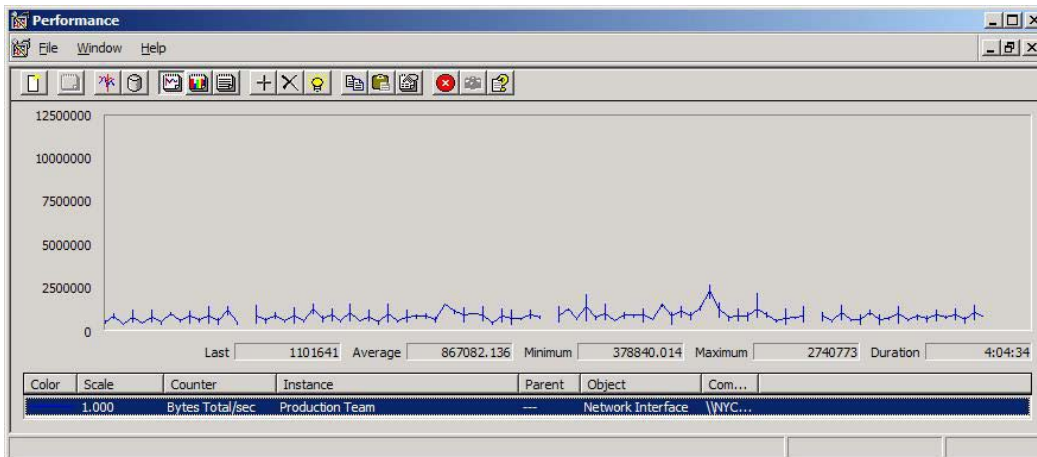 Performance
File Window Help
12500000
10000000
7500000
5000000
2500000
0
Last 1101641 Average 867082.136 Minimum 378840.014 Maximum 2740773 Duration 4:04:34
Color Scale Counter Instance Parent Object Com...
1.000 Bytes Total/sec Production Team --- Network Interface \\NYC...